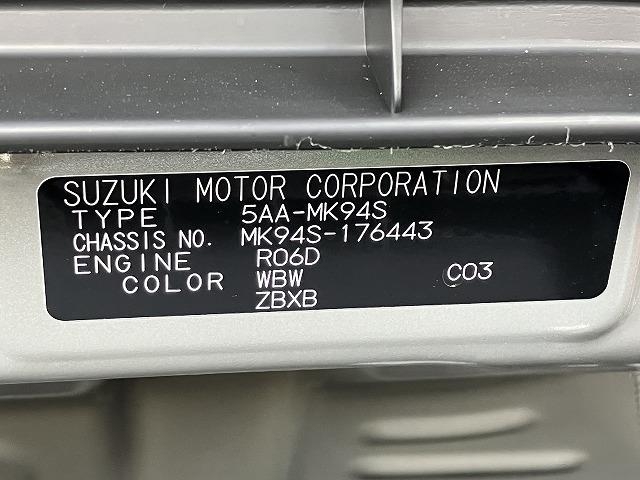 SUZUKI MOTOR CORPORATION
TYPE 5AA-MK94S
CHASSIS NO. MK94S-176443
ENGINE R06D
COLOR WBW C03
ZBXB